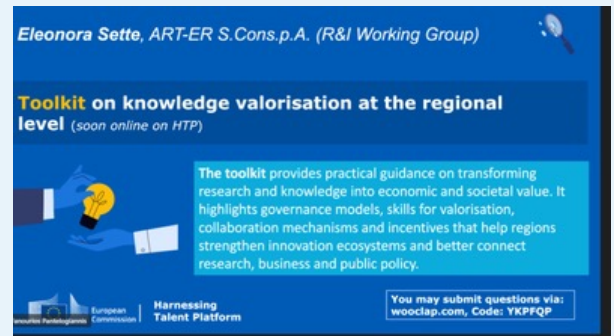 Eleonora Sette, ART-ER S.Cons.p.A. (R&I Working Group)
Toolkit on knowledge valorisation at the regional
level (soon online on HTP)
The toolkit provides practical guidance on transforming
research and knowledge into economic and societal value. It
highlights governance models, skills for valorisation,
collaboration mechanisms and incentives that help regions
strengthen innovation ecosystems and better connect
research, business and public policy.
European
Commission
Harnessing
Talent Platform
You may submit questions via:
wooclap.com, Code: YKPFQP